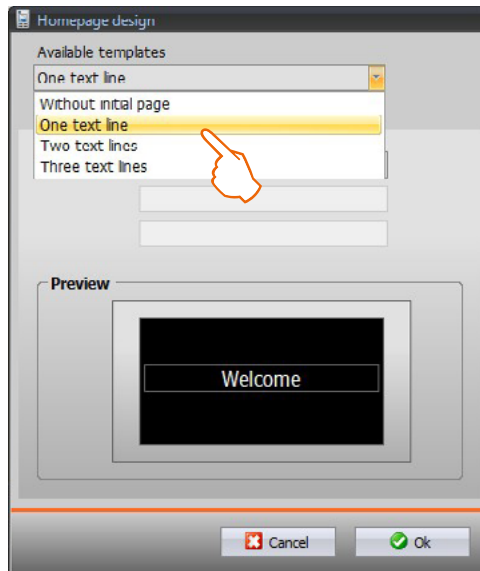 Homepage design
Available templates
One text line
Without initial page
One text line
Two text lines
Three text lines
Preview
Welcome
Cancel
Ok